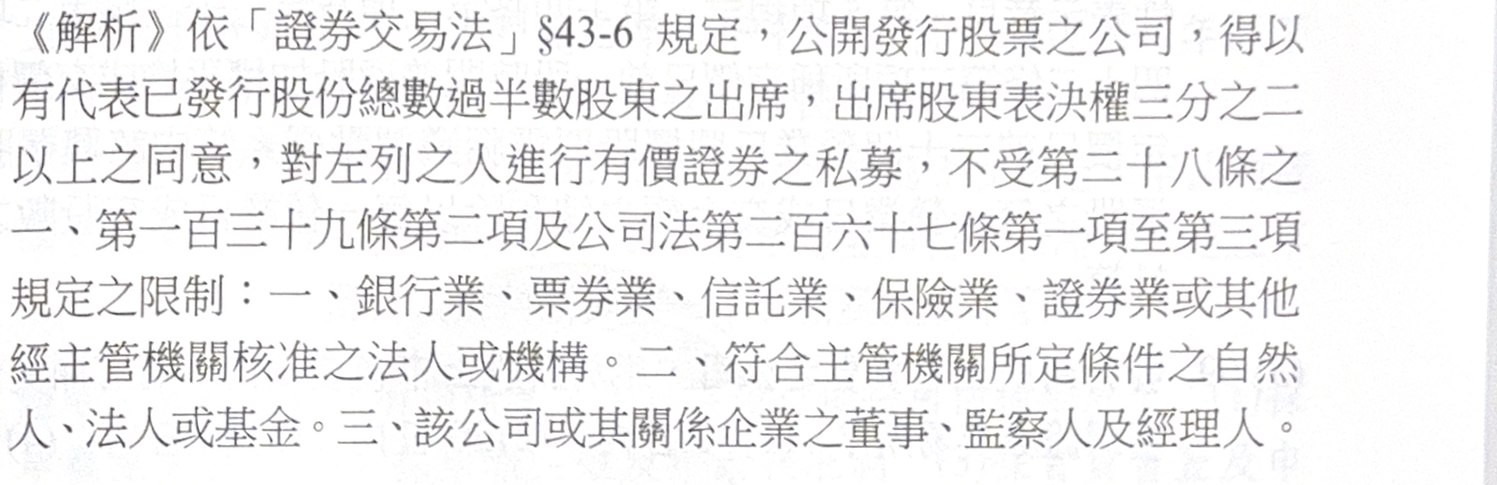 《解析》依「證券交易法」§43-6 規定，公開發行股票之公司，得以
有代表已發行股份總數過半數股東之出席，出席股東表決權三分之二
以上之同意，對左列之人進行有價證券之私募，不受第二十八條之
一、第一百三十九條第二項及公司法第二百六十七條第一項至第三項
規定之限制：一、銀行業、票券業、信託業、保險業、證券業或其他
經主管機關核准之法人或機構。二、符合主管機關所定條件之自然
人、法人或基金。三、該公司或其關係企業之董事、監察人及經理人。